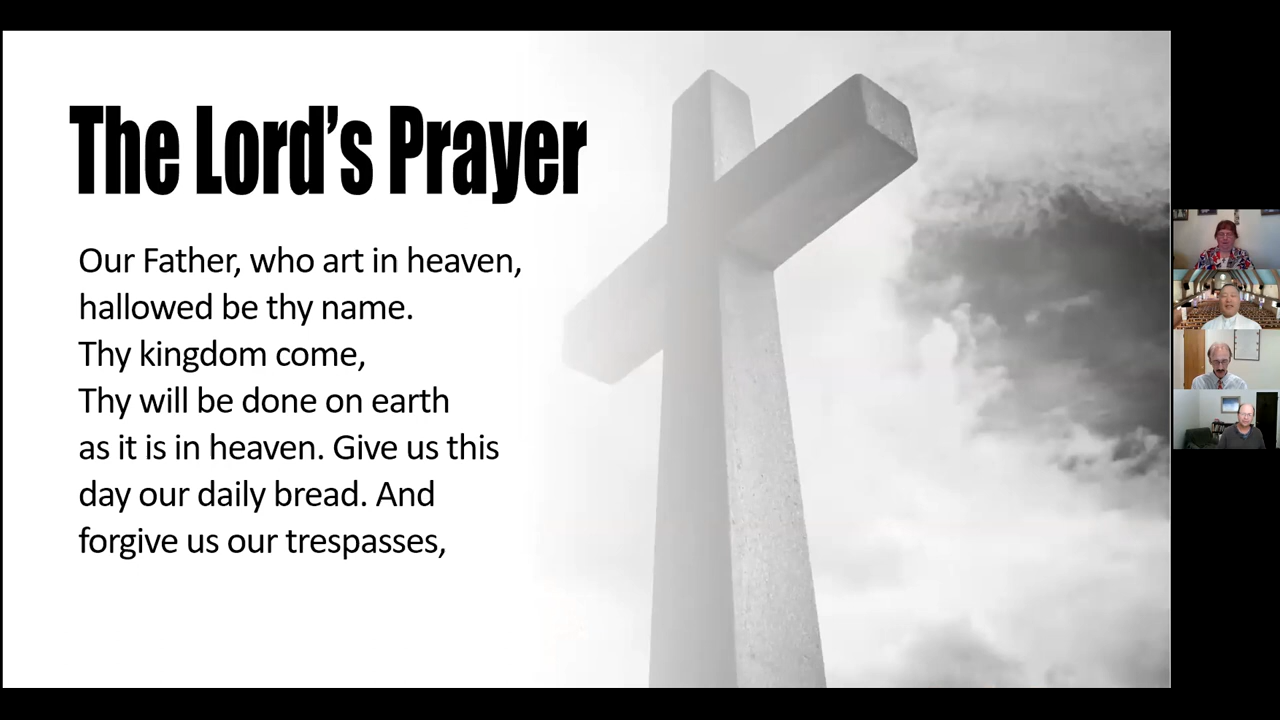 The Lord's Prayer
Our Father, who art in heaven,
hallowed be thy name.
Thy kingdom come,
Thy will be done on earth
as it is in heaven. Give us this
day our daily bread. And
forgive us our trespasses,